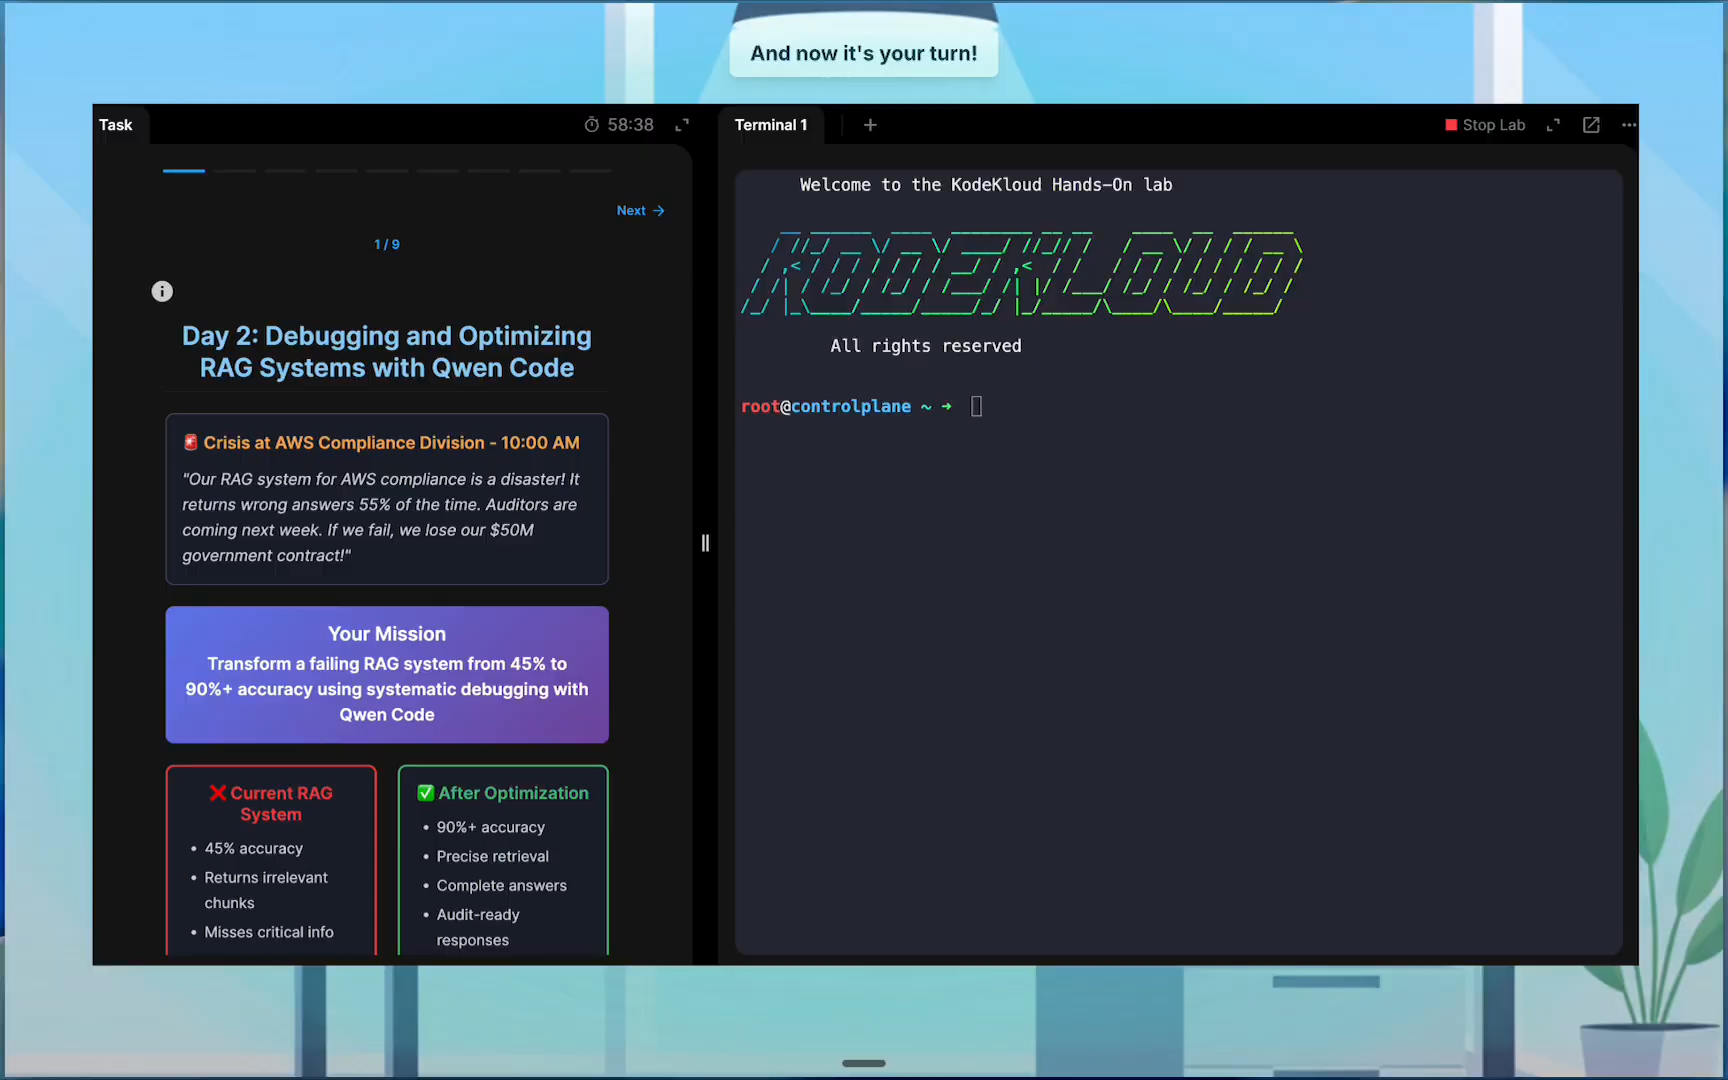 And now it's your turn!
Task
58:38
Terminal 1
+
Stop Lab
Next →
1 / 9
Day 2: Debugging and Optimizing
RAG Systems with Qwen Code
🚨 Crisis at AWS Compliance Division - 10:00 AM
"Our RAG system for AWS compliance is a disaster! It
returns wrong answers 55% of the time. Auditors are
coming next week. If we fail, we lose our $50M
government contract!"
Your Mission
Transform a failing RAG system from 45% to
90%+ accuracy using systematic debugging with
Qwen Code
❌ Current RAG
System
• 45% accuracy
• Returns irrelevant
chunks
• Misses critical info
✅ After Optimization
• 90%+ accuracy
• Precise retrieval
• Complete answers
• Audit-ready
responses
Welcome to the KodeKloud Hands-On lab
KODEKLOUD
All rights reserved
root@controlplane ~ ➜